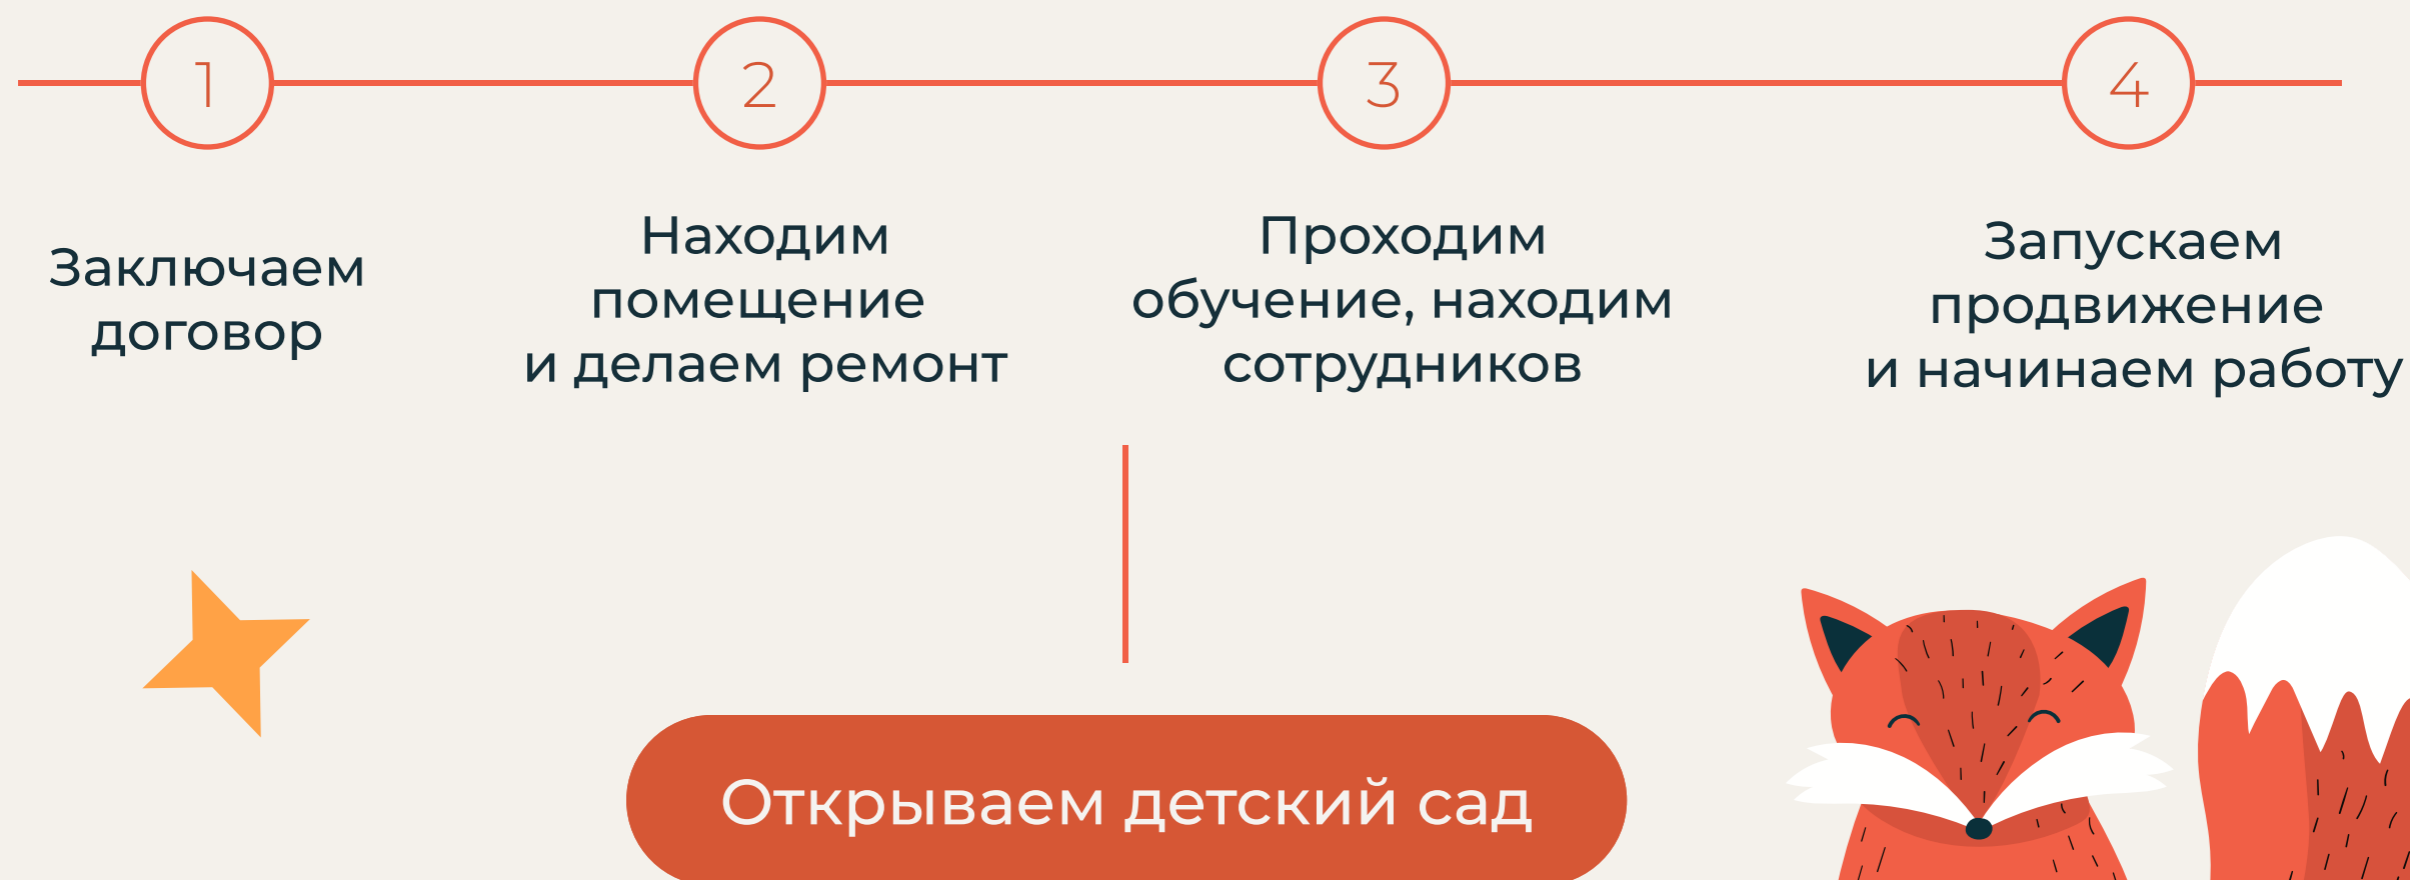 1
2
3
4
Заключаем
договор
Находим
помещение
и делаем ремонт
Проходим
обучение, находим
сотрудников
Запускаем
продвижение
и начинаем работу
Открываем детский сад